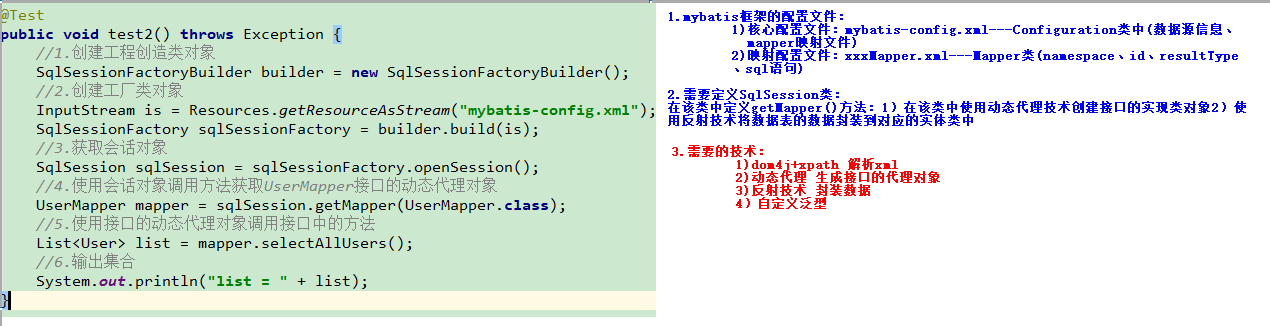 @Test
public void test2() throws Exception {
//1.创建工程创造类对象
SqlSessionFactoryBuilder builder = new SqlSessionFactoryBuilder();
//2.创建工厂类对象
InputStream is = Resources.getResourceAsStream("mybatis-config.xml");
SqlSessionFactory sqlSessionFactory = builder.build(is);
//3.获取会话对象
SqlSession sqlSession = sqlSessionFactory.openSession();
//4.使用会话对象调用方法获取UserMapper接口的动态代理对象
UserMapper mapper = sqlSession.getMapper(UserMapper.class);
//5.使用接口的动态代理对象调用接口中的方法
List<User> list = mapper.selectAllUsers();
//6.输出集合
System.out.println("list = " + list);
}
1.mybatis框架的配置文件：
1)核心配置文件：mybatis-config.xml---Configuration类中(数据源信息、
mapper映射文件)
2)映射配置文件：xxxMapper.xml---Mapper类(namespace、id、resultType
、sql语句)
2.需要定义SqlSession类：
在该类中定义getMapper()方法：1）在该类中使用动态代理技术创建接口的实现类对象2）使
用反射技术将数据表的数据封装到对应的实体类中
3.需要的技术：
1)dom4j+xpath 解析xml
2)动态代理 生成接口的代理对象
3)反射技术 封装数据
4）自定义泛型